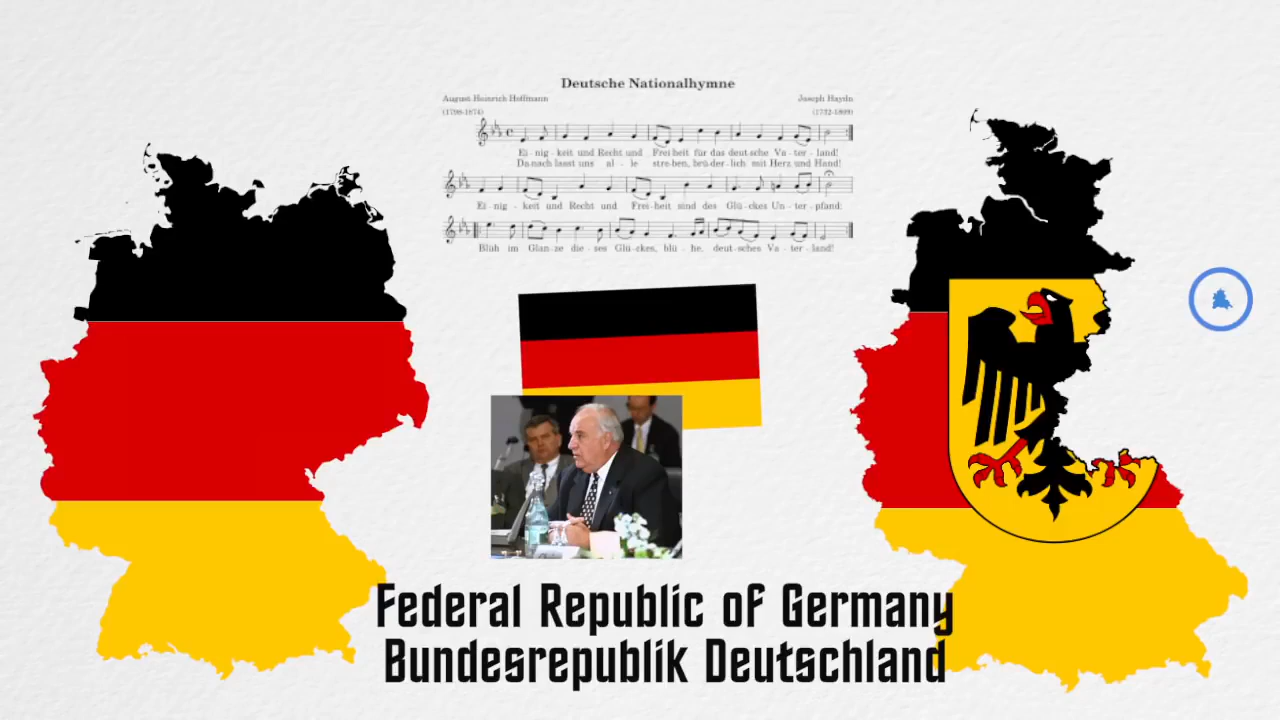 Deutsche Nationalhymne
August Heinrich Hoffmann
Joseph Haydn
(1798-1874)
(1732-1809)
Ei - nig - keit und Recht und Frei heit für das deut - sche Va - ter - land!
Da nach lasst uns al - le stre - ben, brü - der - lich mit Herz und Hand!
Ei - nig - keit und Recht und Frei - heit sind des Glü - ckes Un - ter - pfand:
Blüh im Glan - ze die - ses Glü - ckes, blü - he, deut - sches Va - ter - land!
Federal Republic of Germany
Bundesrepublik Deutschland